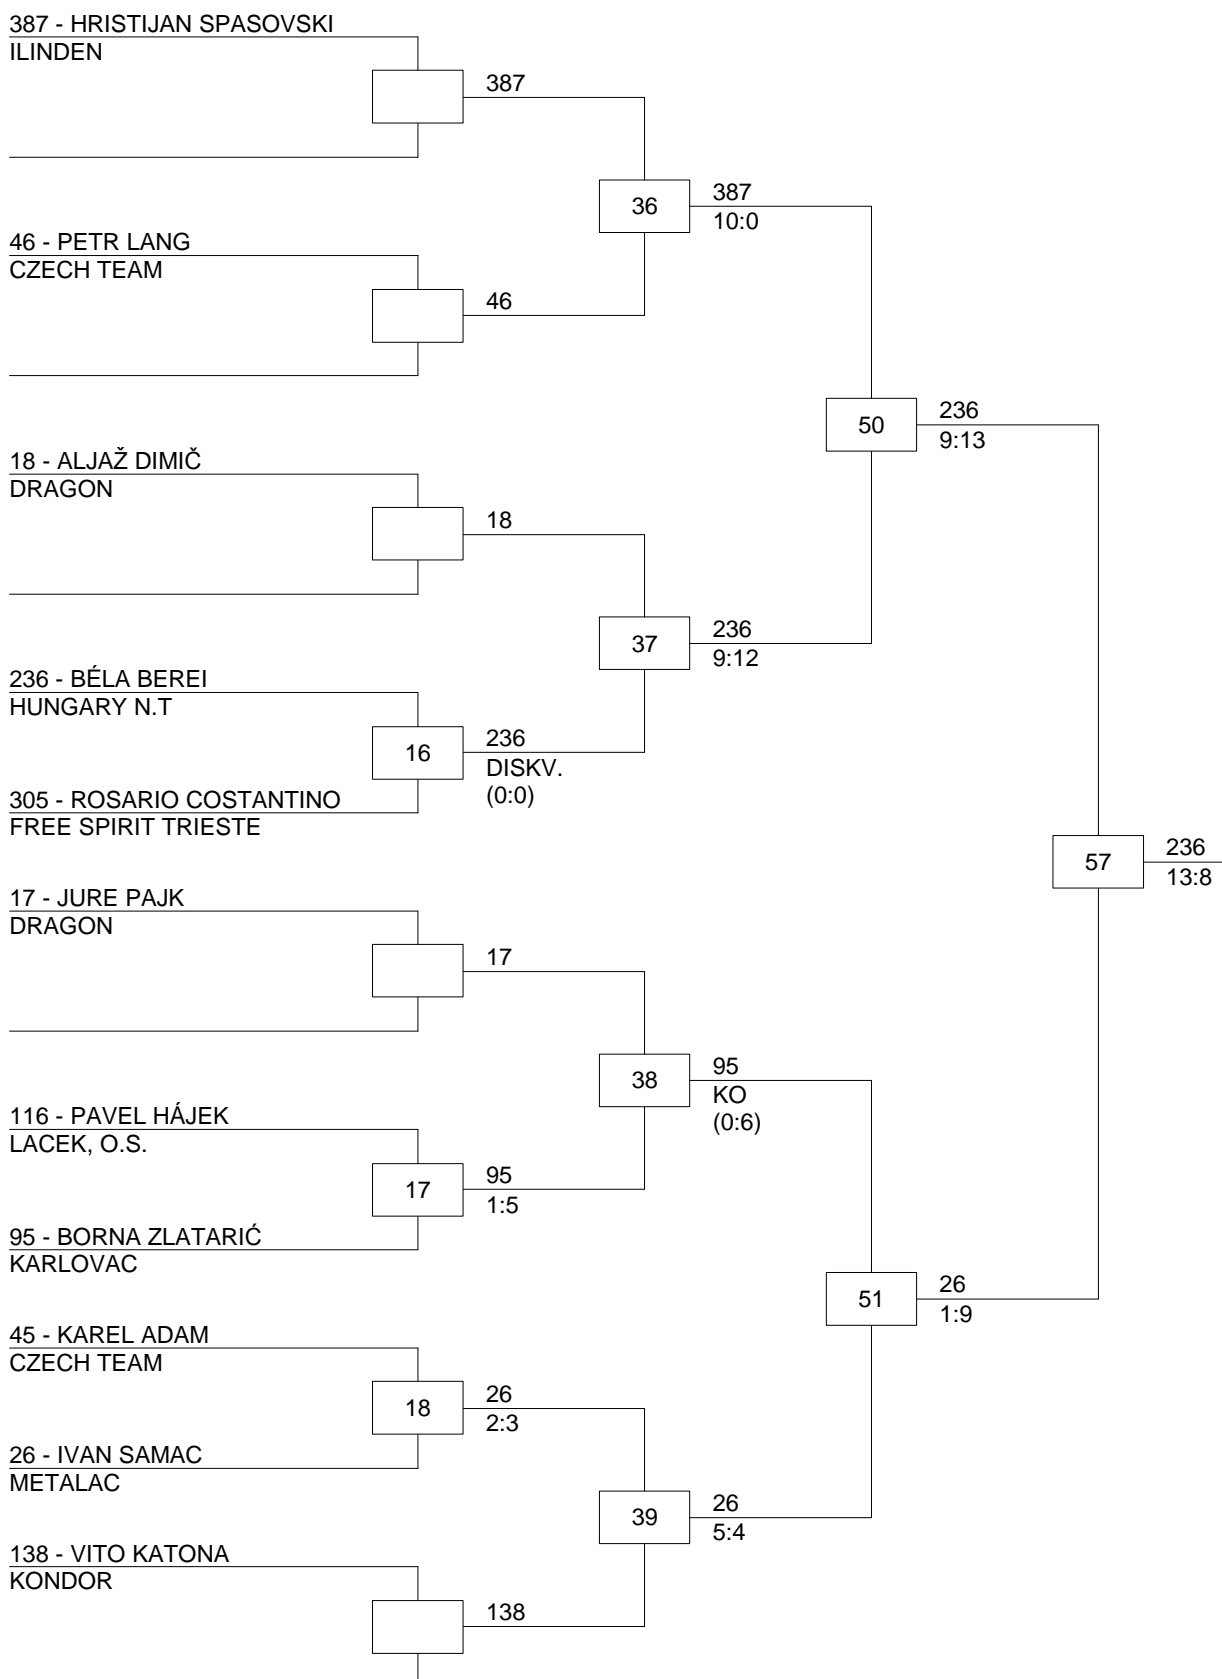 387 - HRISTIJAN SPASOVSKI
ILINDEN
387
36
387
10:0
46 - PETR LANG
CZECH TEAM
46
50
236
9:13
18 - ALJAŽ DIMIČ
DRAGON
18
37
236
9:12
236 - BÉLA BEREI
HUNGARY N.T
16
236
DISKV.
(0:0)
305 - ROSARIO COSTANTINO
FREE SPIRIT TRIESTE
57
236
13:8
17 - JURE PAJK
DRAGON
17
38
95
KO
(0:6)
116 - PAVEL HÁJEK
LACEK, O.S.
17
95
1:5
95 - BORNA ZLATARIĆ
KARLOVAC
51
26
1:9
45 - KAREL ADAM
CZECH TEAM
18
26
2:3
26 - IVAN SAMAC
METALAC
39
26
5:4
138 - VITO KATONA
KONDOR
138